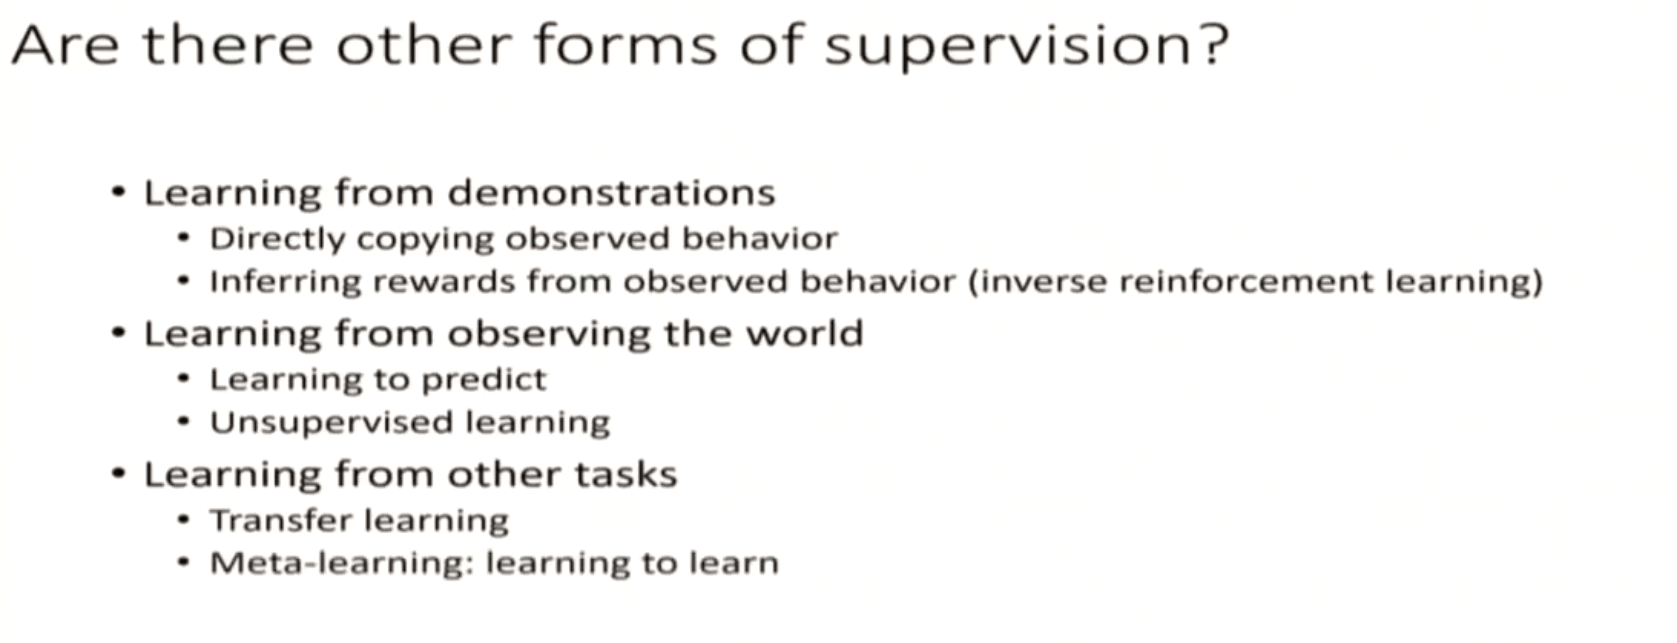 Are there other forms of supervision?
• Learning from demonstrations
• Directly copying observed behavior
• Inferring rewards from observed behavior (inverse reinforcement learning)
• Learning from observing the world
• Learning to predict
• Unsupervised learning
• Learning from other tasks
• Transfer learning
• Meta-learning: learning to learn